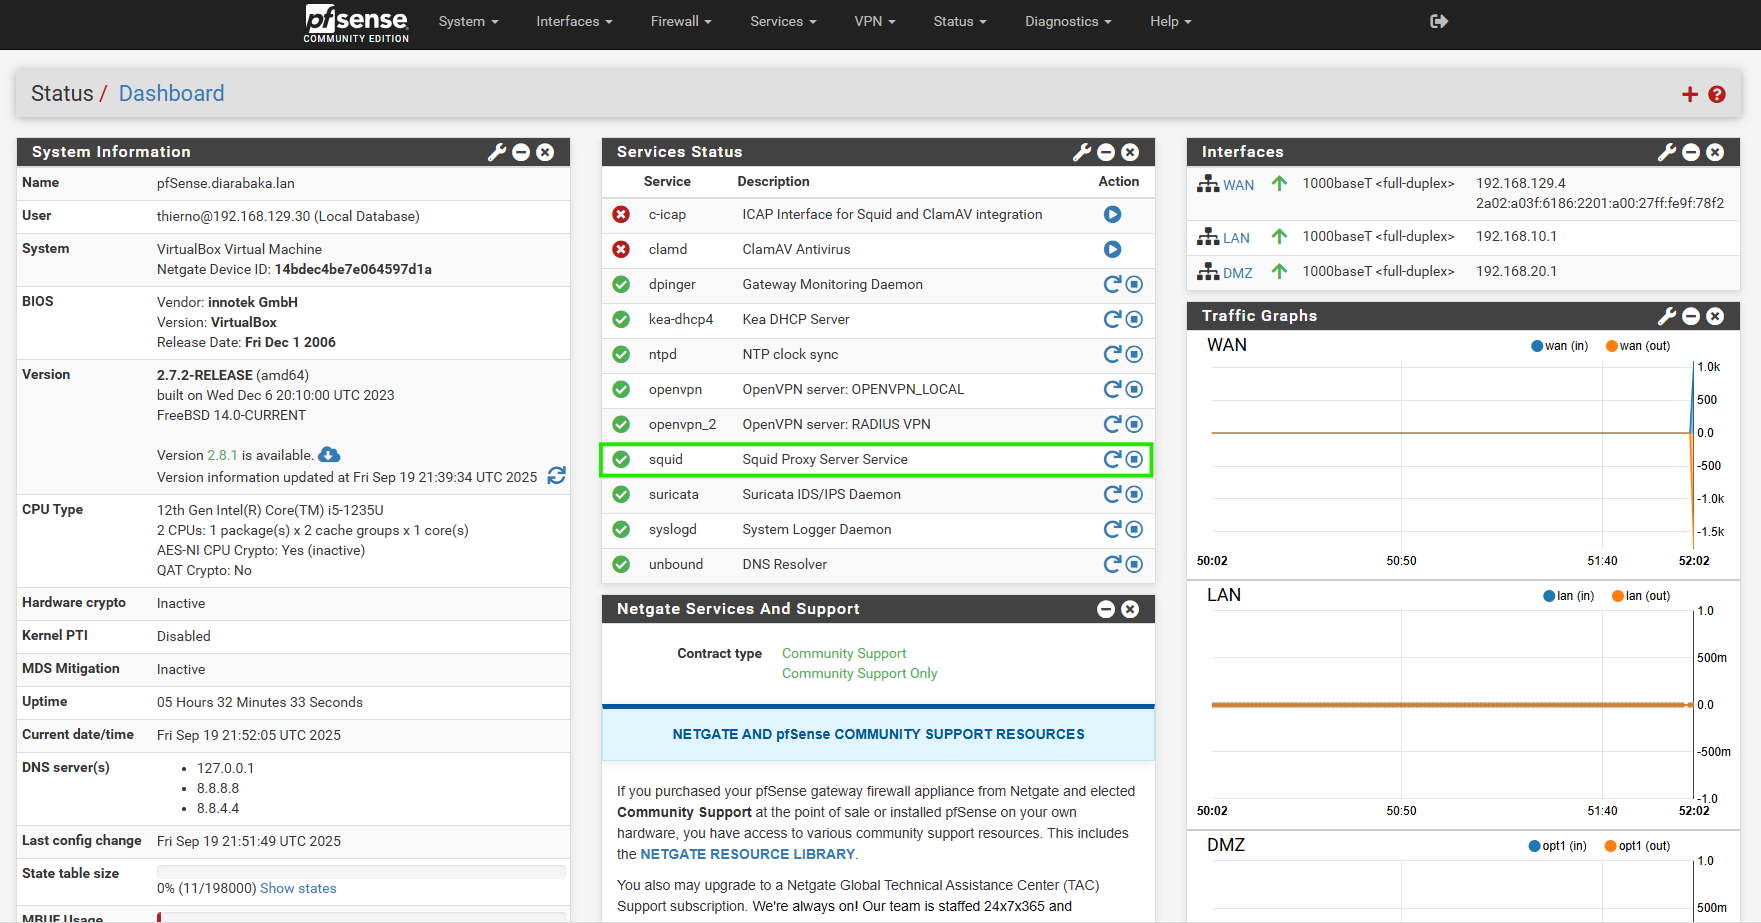 pfsense
COMMUNITY EDITION
System
Interfaces
Firewall
Services
VPN
Status
Diagnostics
Help
Status / Dashboard
System Information
Name pfSense.diarabaka.lan
User thierno@192.168.129.30 (Local Database)
System VirtualBox Virtual Machine
Netgate Device ID: 14bdec4be7e064597d1a
BIOS Vendor: innotek GmbH
Version: VirtualBox
Release Date: Fri Dec 1 2006
Version 2.7.2-RELEASE (amd64)
built on Wed Dec 6 20:10:00 UTC 2023
FreeBSD 14.0-CURRENT
Version 2.8.1 is available.
Version information updated at Fri Sep 19 21:39:34 UTC 2025
CPU Type 12th Gen Intel(R) Core(TM) i5-1235U
2 CPUs: 1 package(s) x 2 cache groups x 1 core(s)
AES-NI CPU Crypto: Yes (inactive)
QAT Crypto: No
Hardware crypto Inactive
Kernel PTI Disabled
MDS Mitigation Inactive
Uptime 05 Hours 32 Minutes 33 Seconds
Current date/time Fri Sep 19 21:52:05 UTC 2025
DNS server(s)
• 127.0.0.1
• 8.8.8.8
• 8.8.4.4
Last config change Fri Sep 19 21:51:49 UTC 2025
State table size
0% (11/198000) Show states
MBUF Usage
Services Status
Service Description Action
c-icap ICAP Interface for Squid and ClamAV integration
clamd ClamAV Antivirus
dpinger Gateway Monitoring Daemon
kea-dhcp4 Kea DHCP Server
ntpd NTP clock sync
openvpn OpenVPN server: OPENVPN_LOCAL
openvpn_2 OpenVPN server: RADIUS VPN
squid Squid Proxy Server Service
suricata Suricata IDS/IPS Daemon
syslogd System Logger Daemon
unbound DNS Resolver
Netgate Services And Support
Contract type Community Support
Community Support Only
NETGATE AND pfSense COMMUNITY SUPPORT RESOURCES
If you purchased your pfSense gateway firewall appliance from Netgate and elected
Community Support at the point of sale or installed pfSense on your own
hardware, you have access to various community support resources. This includes
the NETGATE RESOURCE LIBRARY.
You also may upgrade to a Netgate Global Technical Assistance Center (TAC)
Support subscription. We're always on! Our team is staffed 24x7x365 and
Interfaces
WAN 1000baseT <full-duplex> 192.168.129.4
2a02:a03f:6186:2201:a00:27ff:fe9f:78f2
LAN 1000baseT <full-duplex> 192.168.10.1
DMZ 1000baseT <full-duplex> 192.168.20.1
Traffic Graphs
WAN wan (in) wan (out)
1.0k
500
0.0
-500
-1.0k
-1.5k
50:02 50:50 51:40 52:02
LAN lan (in) lan (out)
1.0
500m
0.0
-500m
-1.0
50:02 50:50 51:40 52:02
DMZ opt1 (in) opt1 (out)
1.0
500m